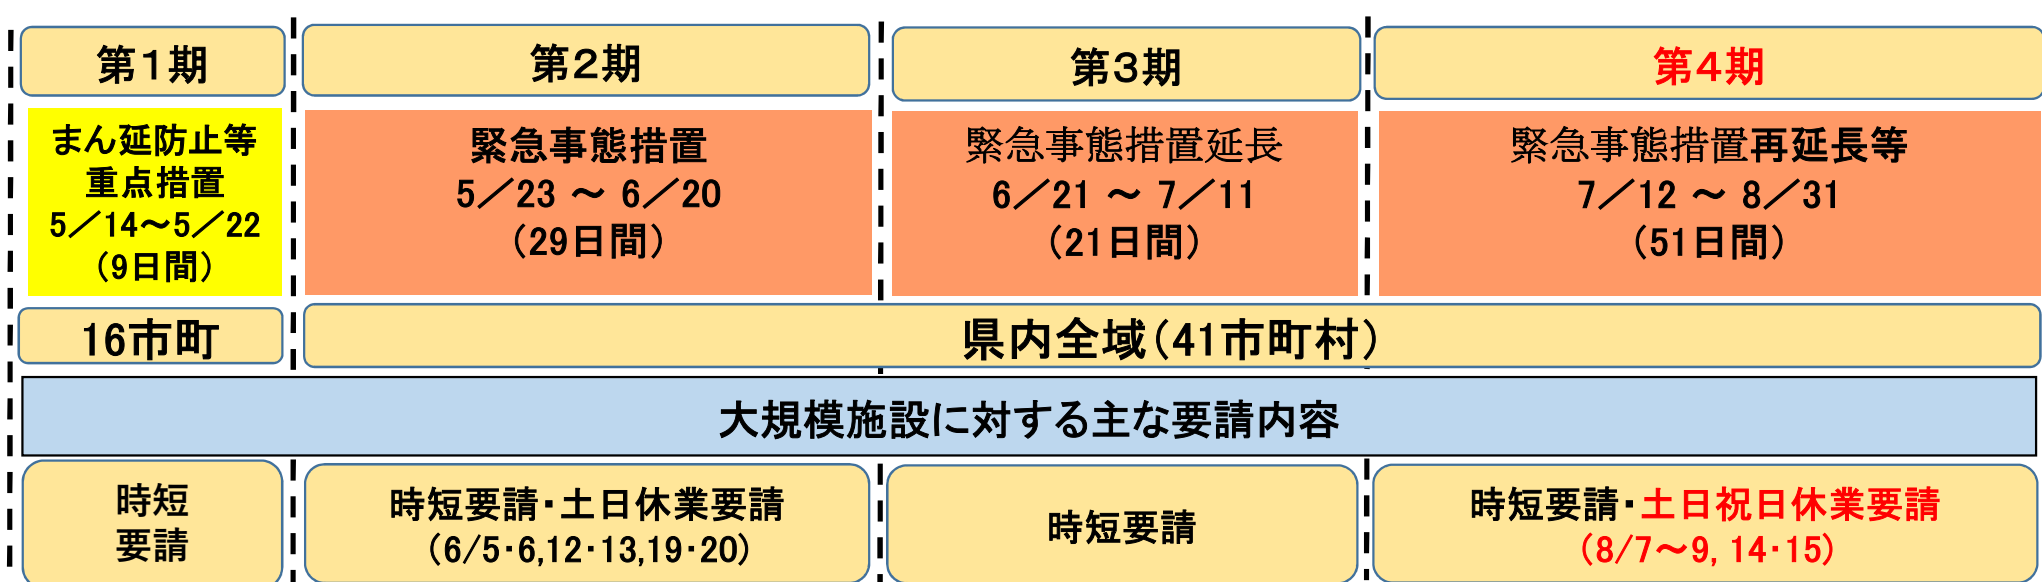 第1期
第2期
第3期
第4期
まん延防止等
重点措置
5／14～5／22
（9日間）
緊急事態措置
5／23 ～ 6／20
（29日間）
緊急事態措置延長
6／21 ～ 7／11
（21日間）
緊急事態措置再延長等
7／12 ～ 8／31
（51日間）
16市町
県内全域（41市町村）
大規模施設に対する主な要請内容
時短
要請
時短要請・土日休業要請
（6/5・6,12・13,19・20）
時短要請
時短要請・土日祝日休業要請
（8/7～9, 14・15）